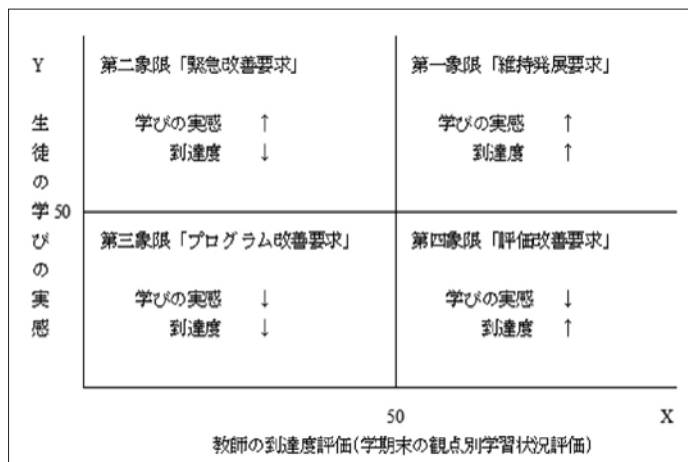 Y
生徒の学びの実感
第二象限「緊急改善要求」
学びの実感 ↑
到達度 ↓
第一象限「維持発展要求」
学びの実感 ↑
到達度 ↑
50
第三象限「プログラム改善要求」
学びの実感 ↓
到達度 ↓
第四象限「評価改善要求」
学びの実感 ↓
到達度 ↑
50
X
教師の到達度評価(学期末の観点別学習状況評価)